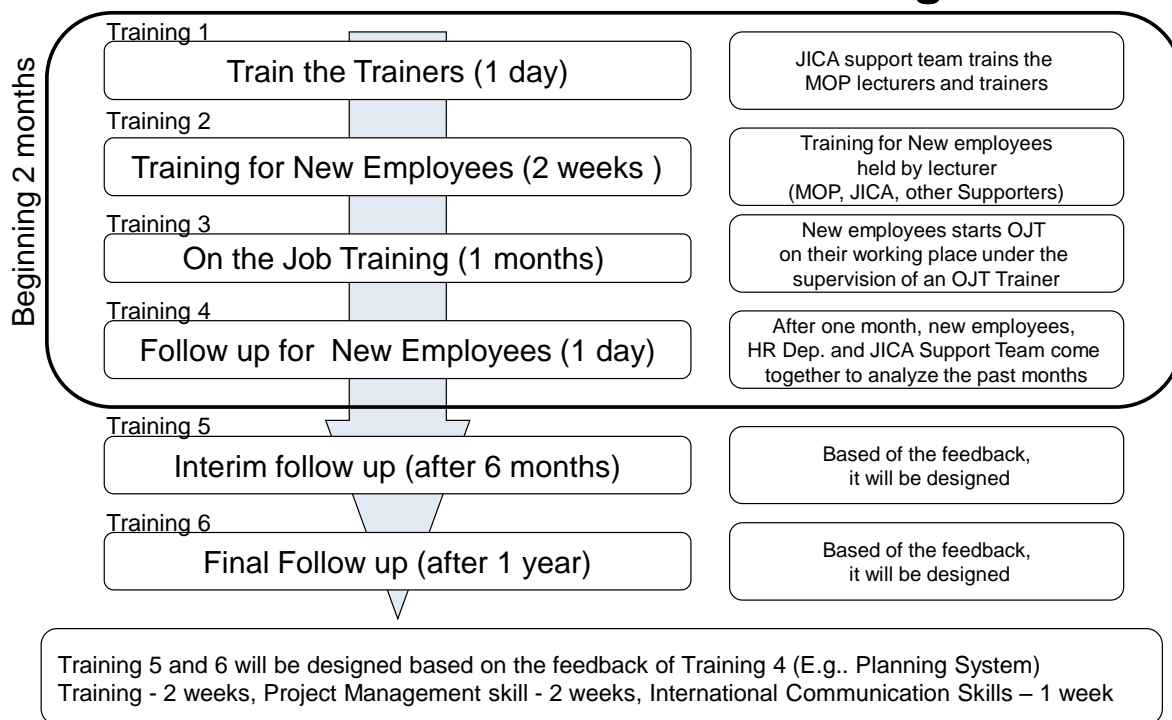 Beginning 2 months
Training 1
Train the Trainers (1 day)
JICA support team trains the
MOP lecturers and trainers
Training 2
Training for New Employees (2 weeks )
Training for New employees
held by lecturer
(MOP, JICA, other Supporters)
Training 3
On the Job Training (1 months)
New employees starts OJT
on their working place under the
supervision of an OJT Trainer
Training 4
Follow up for  New Employees (1 day)
After one month, new employees,
HR Dep. and JICA Support Team come
together to analyze the past months
Training 5
Interim follow up (after 6 months)
Based of the feedback,
it will be designed
Training 6
Final Follow up (after 1 year)
Based of the feedback,
it will be designed
Training 5 and 6 will be designed based on the feedback of Training 4 (E.g.. Planning System)
Training - 2 weeks, Project Management skill - 2 weeks, International Communication Skills – 1 week